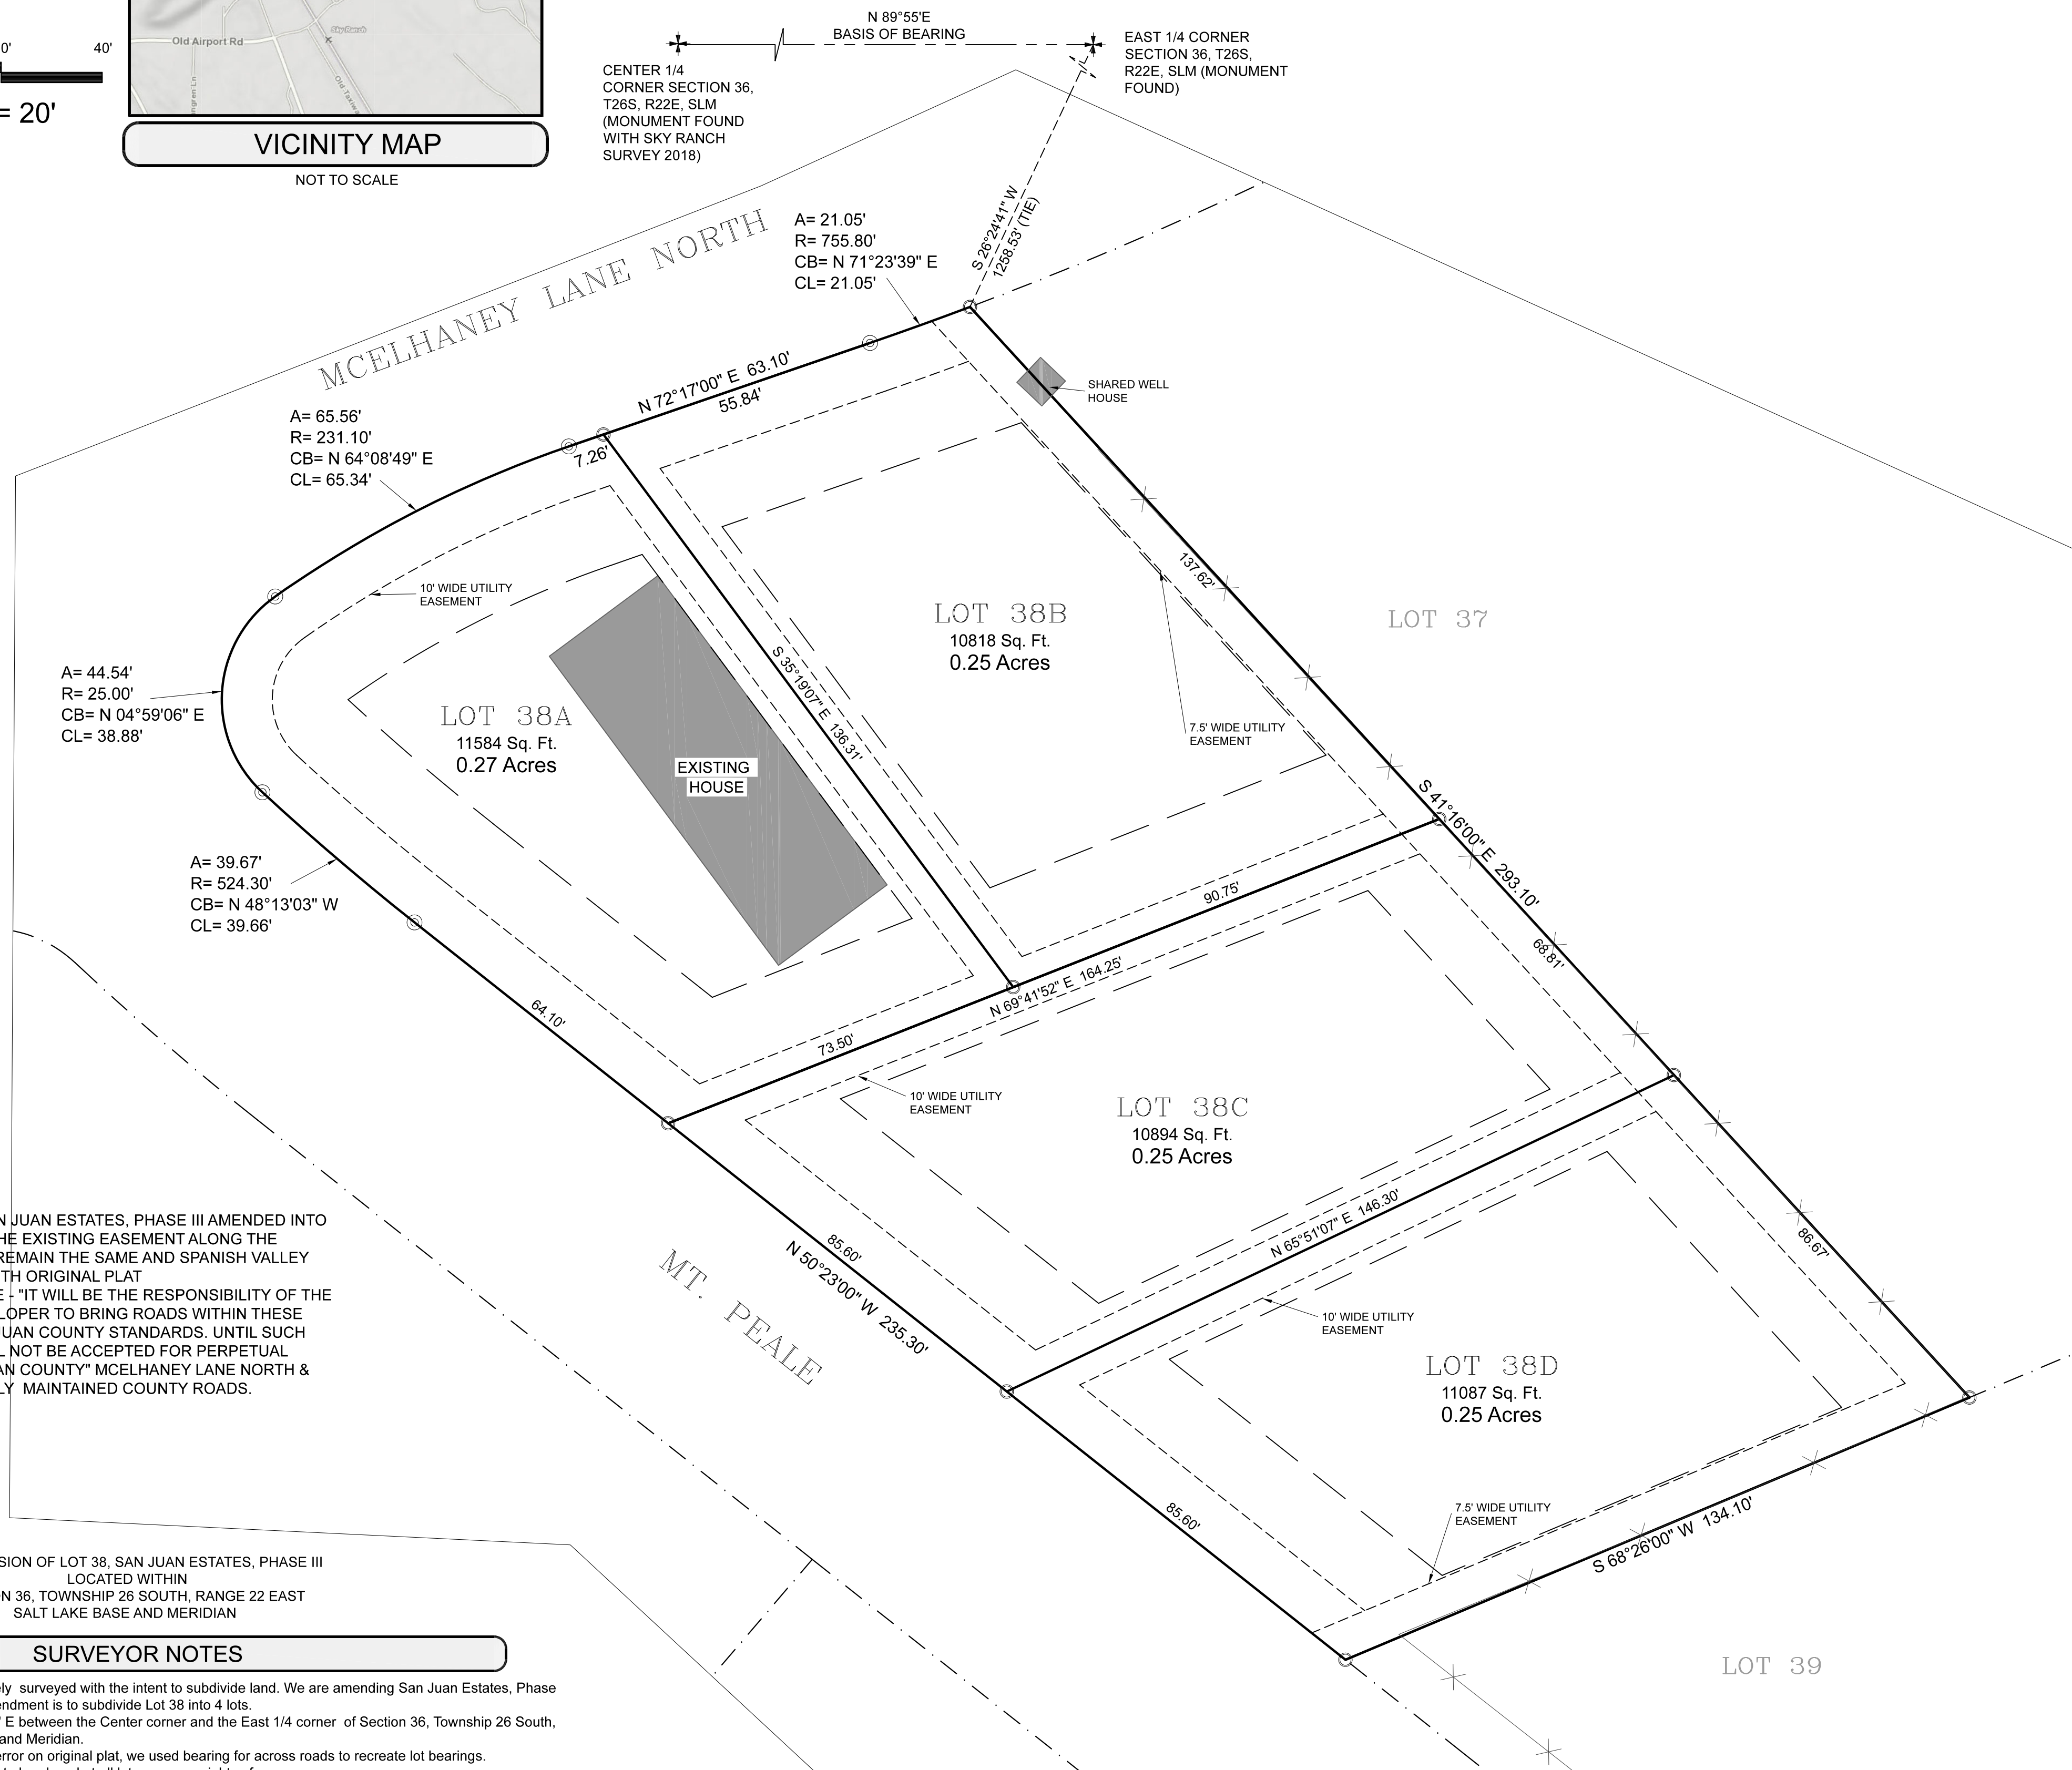 0' 40'
= 20'
Old Airport Rd
Sky Ranch
Old Taxiway
VICINITY MAP
NOT TO SCALE
N 89°55'E
BASIS OF BEARING
CENTER 1/4
CORNER SECTION 36,
T26S, R22E, SLM
(MONUMENT FOUND
WITH SKY RANCH
SURVEY 2018)
EAST 1/4 CORNER
SECTION 36, T26S,
R22E, SLM (MONUMENT
FOUND)
S 26°24'41" W
1258.53' (TIE)
MCELHANEY LANE NORTH
A= 21.05'
R= 755.80'
CB= N 71°23'39" E
CL= 21.05'
N 72°17'00" E 63.10'
55.84'
7.26'
A= 65.56'
R= 231.10'
CB= N 64°08'49" E
CL= 65.34'
SHARED WELL
HOUSE
10' WIDE UTILITY
EASEMENT
A= 44.54'
R= 25.00'
CB= N 04°59'06" E
CL= 38.88'
A= 39.67'
R= 524.30'
CB= N 48°13'03" W
CL= 39.66'
LOT 38A
11584 Sq. Ft.
0.27 Acres
EXISTING
HOUSE
S 35°19'07" E 136.31'
LOT 38B
10818 Sq. Ft.
0.25 Acres
137.62'
LOT 37
7.5' WIDE UTILITY
EASEMENT
S 41°16'00" E 293.10'
90.75'
68.81'
N 69°41'52" E 164.25'
73.50'
64.10'
10' WIDE UTILITY
EASEMENT
LOT 38C
10894 Sq. Ft.
0.25 Acres
N 65°51'07" E 146.30'
85.60'
N 50°23'00" W 235.30'
MT. PEALE
86.67'
10' WIDE UTILITY
EASEMENT
LOT 38D
11087 Sq. Ft.
0.25 Acres
7.5' WIDE UTILITY
EASEMENT
85.60'
S 68°26'00" W 134.10'
LOT 39
N JUAN ESTATES, PHASE III AMENDED INTO
HE EXISTING EASEMENT ALONG THE
REMAIN THE SAME AND SPANISH VALLEY
TH ORIGINAL PLAT
E - "IT WILL BE THE RESPONSIBILITY OF THE
LOPER TO BRING ROADS WITHIN THESE
JUAN COUNTY STANDARDS. UNTIL SUCH
L NOT BE ACCEPTED FOR PERPETUAL
AN COUNTY" MCELHANEY LANE NORTH &
LY MAINTAINED COUNTY ROADS.
SION OF LOT 38, SAN JUAN ESTATES, PHASE III
LOCATED WITHIN
N 36, TOWNSHIP 26 SOUTH, RANGE 22 EAST
SALT LAKE BASE AND MERIDIAN
SURVEYOR NOTES
ely surveyed with the intent to subdivide land. We are amending San Juan Estates, Phase
endment is to subdivide Lot 38 into 4 lots.
' E between the Center corner and the East 1/4 corner of Section 36, Township 26 South,
and Meridian.
error on original plat, we used bearing for across roads to recreate lot bearings.